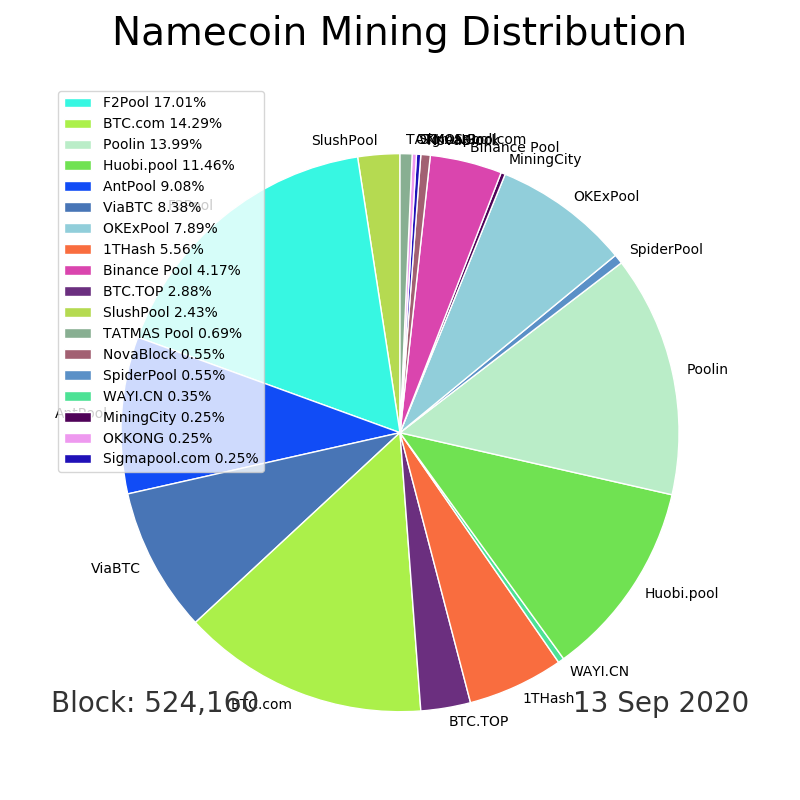 Namecoin Mining Distribution
F2Pool 17.01%
BTC.com 14.29%
Poolin 13.99%
Huobi.pool 11.46%
AntPool 9.08%
ViaBTC 8.38%
OKExPool 7.89%
1THash 5.56%
Binance Pool 4.17%
BTC.TOP 2.88%
SlushPool 2.43%
TATMAS Pool 0.69%
NovaBlock 0.55%
SpiderPool 0.55%
WAYI.CN 0.35%
MiningCity 0.25%
OKKONG 0.25%
Sigmapool.com 0.25%
SlushPool
Binance Pool
MiningCity
OKExPool
SpiderPool
Poolin
Huobi.pool
WAYI.CN
1THash
BTC.TOP
BTC.com
ViaBTC
AntPool
F2Pool
Block: 524,160
13 Sep 2020